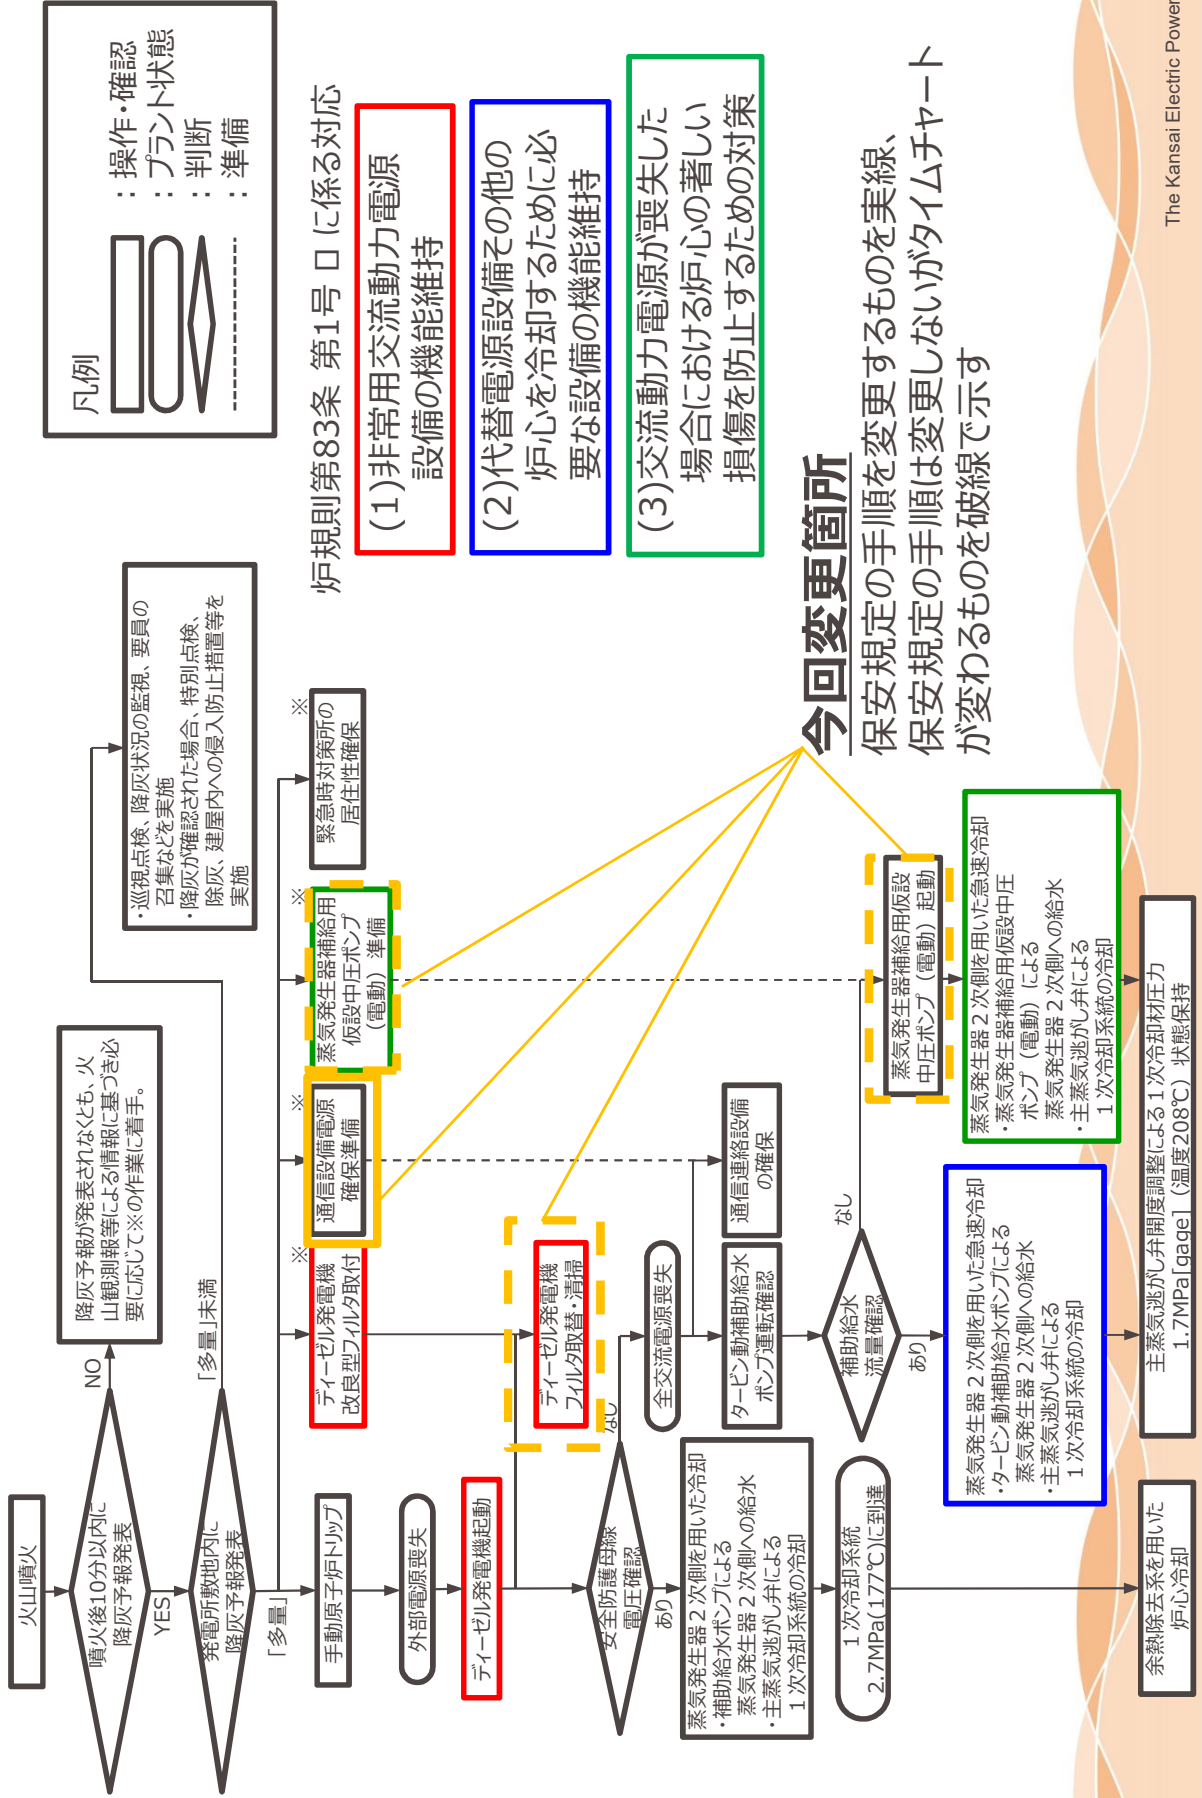 火山噴火
噴火後10分以内に
降灰予報発表
NO
YES
降灰予報が発表されなくとも、火
山観測報等による情報に基づき必
要に応じて※の作業に着手。
発電所敷地内に
降灰予報発表
「多量」未満
「多量」
・巡視点検、降灰状況の監視、要員の
召集などを実施
・降灰が確認された場合、特別点検、
除灰、建屋内への侵入防止措置等を
実施
手動原子炉トリップ
※
ディーゼル発電機
改良型フィルタ取付
※
通信設備電源
確保準備
※
蒸気発生器補給用
仮設中圧ポンプ
（電動）準備
※
緊急時対策所の
居住性確保
外部電源喪失
ディーゼル発電機起動
ディーゼル発電機
フィルタ取替・清掃
安全防護母線
電圧確認
なし
あり
全交流電源喪失
蒸気発生器２次側を用いた冷却
・補助給水ポンプによる
蒸気発生器２次側への給水
・主蒸気逃がし弁による
１次冷却系統の冷却
タービン動補助給水
ポンプ運転確認
通信連絡設備
の確保
１次冷却系統
2.7MPa(177℃)に到達
補助給水
流量確認
なし
あり
蒸気発生器補給用仮設
中圧ポンプ（電動）起動
蒸気発生器２次側を用いた急速冷却
・タービン動補助給水ポンプによる
蒸気発生器２次側への給水
・主蒸気逃がし弁による
１次冷却系統の冷却
蒸気発生器２次側を用いた急速冷却
・蒸気発生器補給用仮設中圧
ポンプ（電動）による
蒸気発生器２次側への給水
・主蒸気逃がし弁による
１次冷却系統の冷却
余熱除去系を用いた
炉心冷却
主蒸気逃がし弁開度調整による１次冷却材圧力
1.7MPa[gage]（温度208℃）状態保持
凡例
：操作・確認
：プラント状態
：判断
：準備
炉規則第83条 第1号 ロ に係る対応
(1)非常用交流動力電源
設備の機能維持
(2)代替電源設備その他の
炉心を冷却するために必
要な設備の機能維持
(3)交流動力電源が喪失した
場合における炉心の著しい
損傷を防止するための対策
今回変更箇所
保安規定の手順を変更するものを実線、
保安規定の手順は変更しないがタイムチャート
が変わるものを破線で示す
The Kansai Electric Power